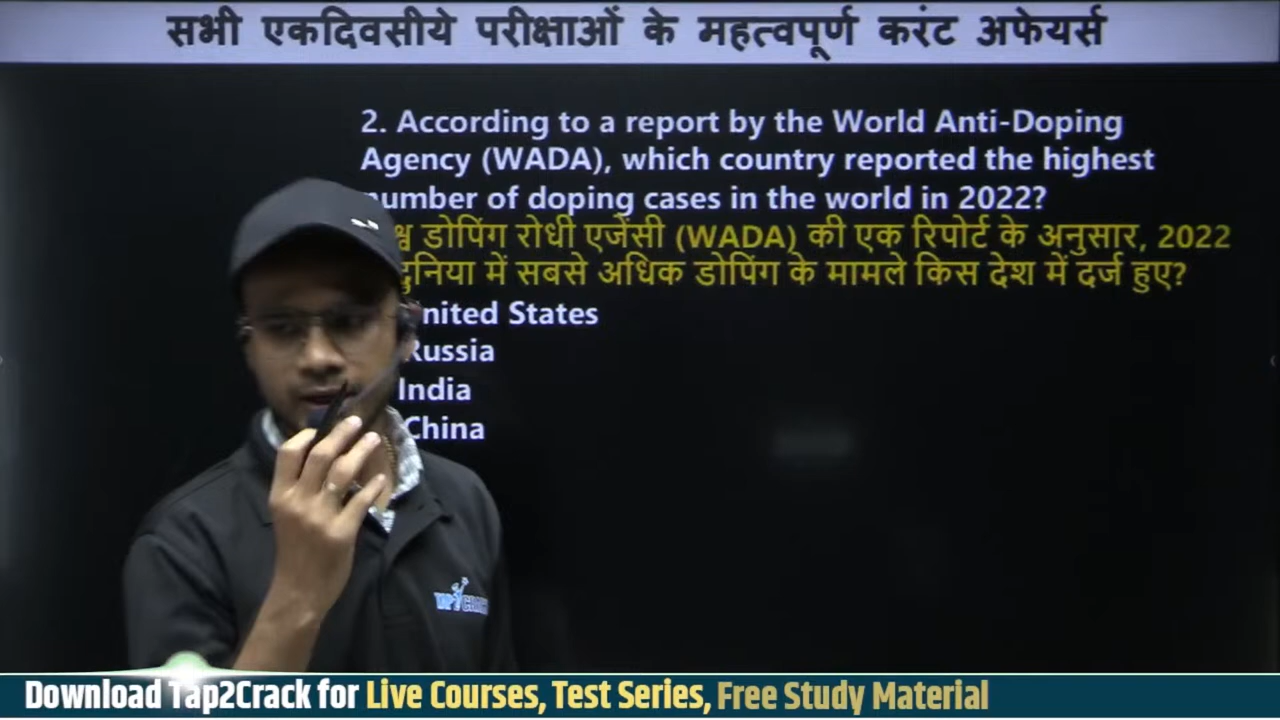 सभी एकदिवसीये परीक्षाओं के महत्वपूर्ण करंट अफेयर्स
2. According to a report by the World Anti-Doping
Agency (WADA), which country reported the highest
number of doping cases in the world in 2022?
डोपिंग रोधी एजेंसी (WADA) की एक रिपोर्ट के अनुसार, 2022
दुनिया में सबसे अधिक डोपिंग के मामले किस देश में दर्ज हुए?
United States
Russia
India
China
Download Tap2Crack for Live Courses, Test Series, Free Study Material